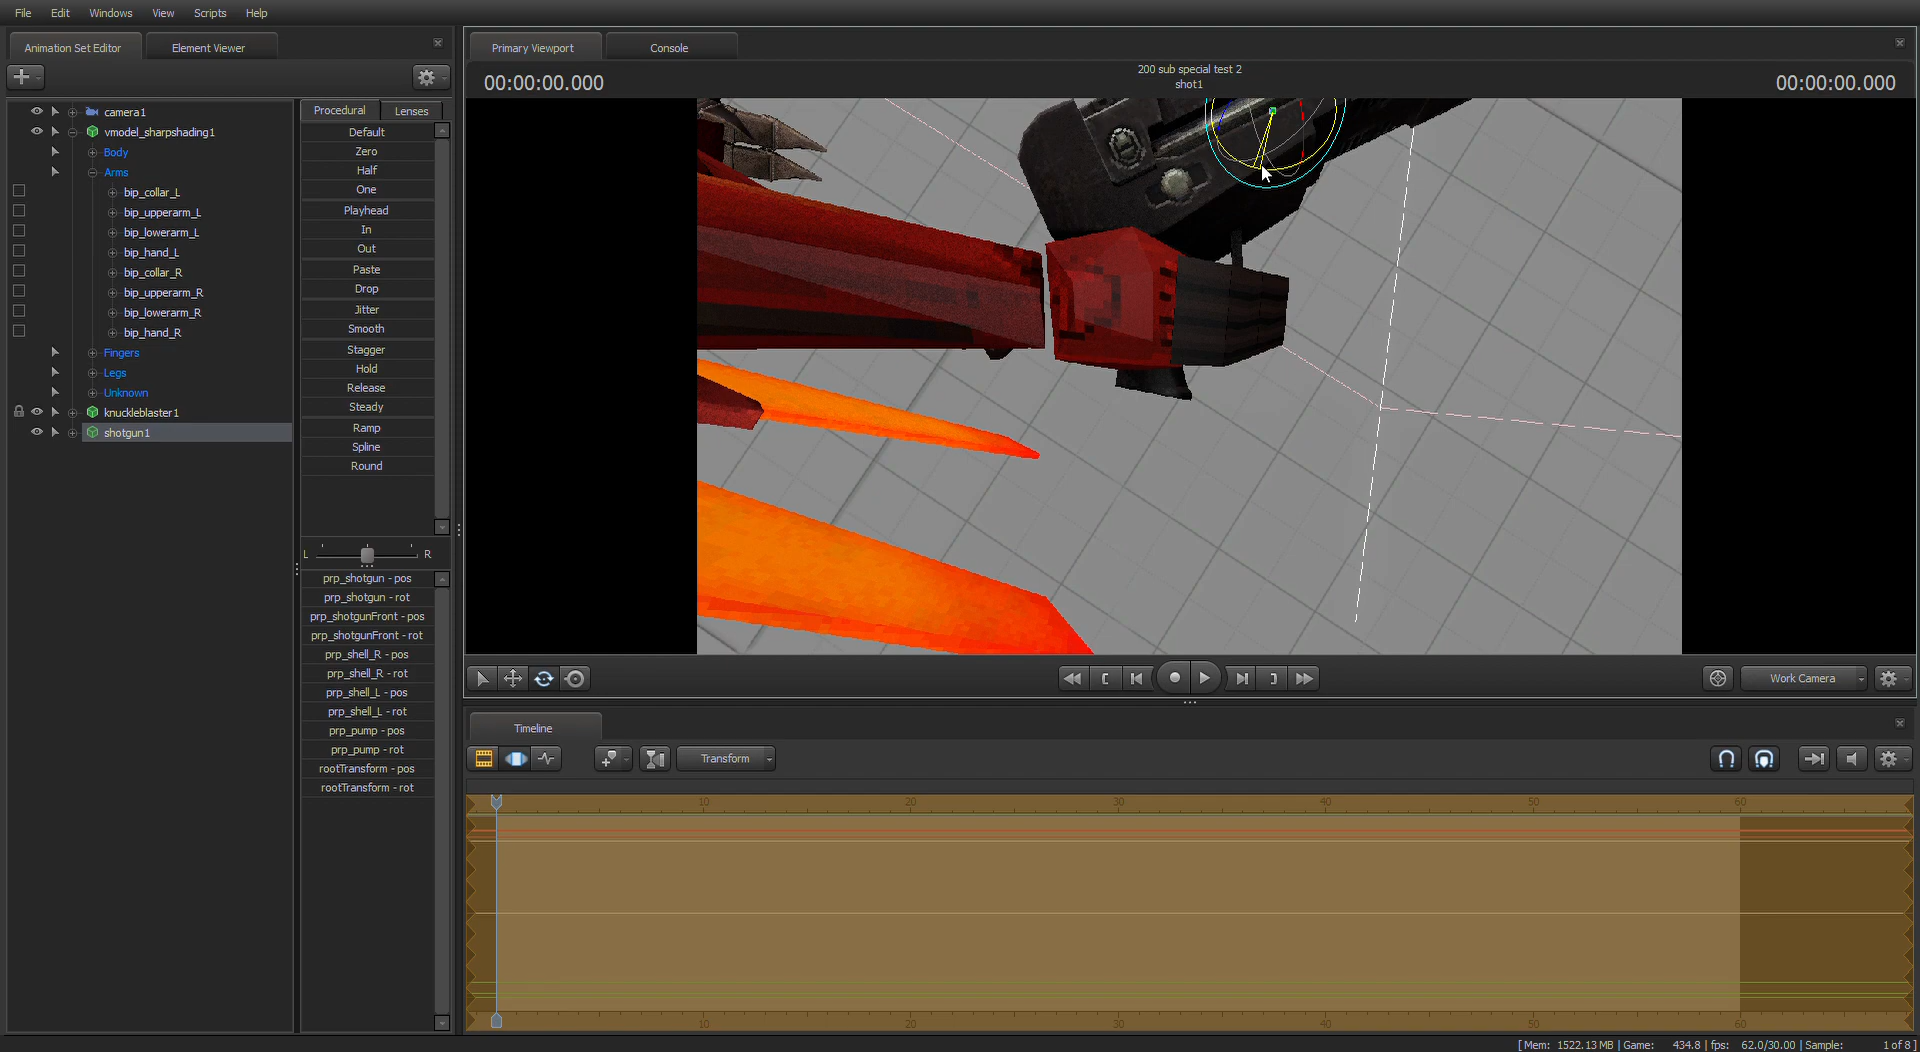 File Edit Windows View Scripts Help
Animation Set Editor Element Viewer
Primary Viewport Console
00:00:00.000
200 sub special test 2
shot1
00:00:00.000
camera1
vmodel_sharpshading1
Body
Arms
bip_collar_L
bip_upperarm_L
bip_lowerarm_L
bip_hand_L
bip_collar_R
bip_upperarm_R
bip_lowerarm_R
bip_hand_R
Fingers
Legs
Unknown
knuckleblaster1
shotgun1
Procedural Lenses
Default
Zero
Half
One
Playhead
In
Out
Paste
Drop
Jitter
Smooth
Stagger
Hold
Release
Steady
Ramp
Spline
Round
L R
prp_shotgun - pos
prp_shotgun - rot
prp_shotgunFront - pos
prp_shotgunFront - rot
prp_shell_R - pos
prp_shell_R - rot
prp_shell_L - pos
prp_shell_L - rot
prp_pump - pos
prp_pump - rot
rootTransform - pos
rootTransform - rot
Work Camera
Timeline
Transform
10 20 30 40 50 60
10 20 30 40 50 60
[ Mem: 1522.13 MB | Game: 434.8 | fps: 62.0/30.00 | Sample: 1 of 8 ]